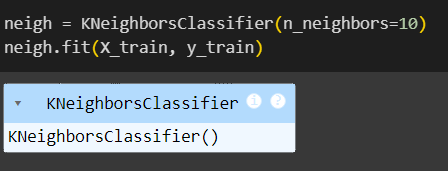 neigh = KNeighborsClassifier(n_neighbors=10)
neigh.fit(X_train, y_train)
KNeighborsClassifier i ?
KNeighborsClassifier()